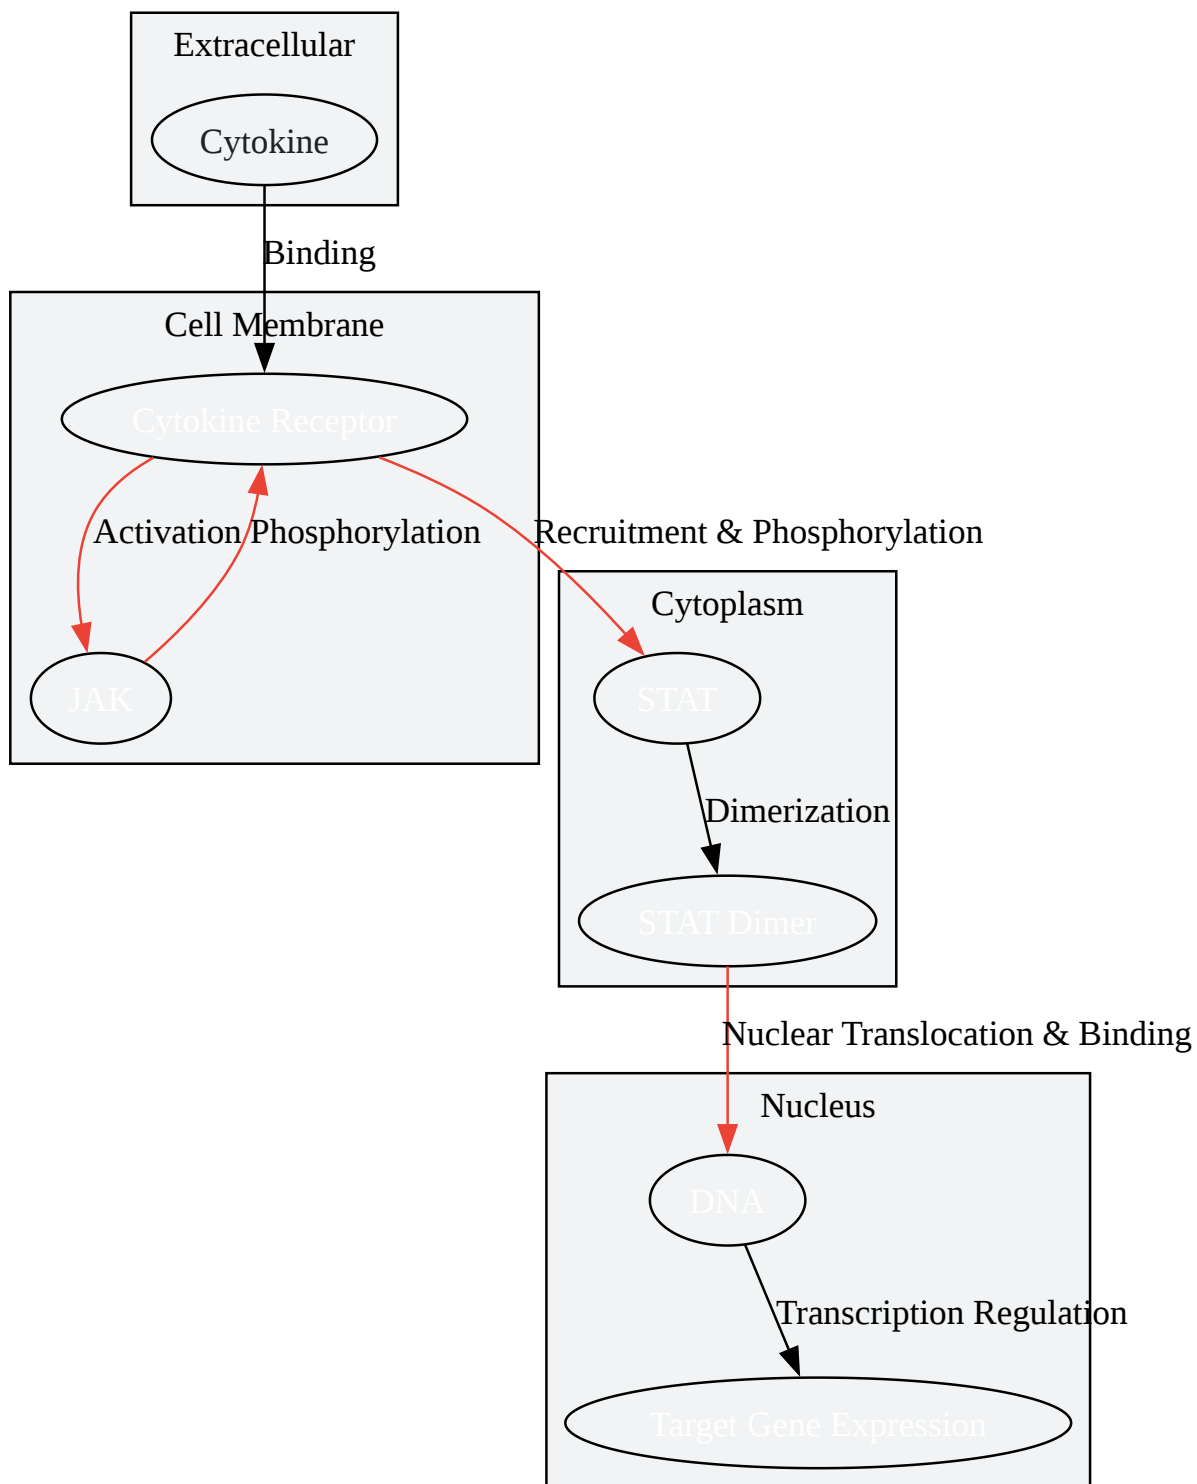 Extracellular
Cytokine
Binding
Cell Membrane
Cytokine Receptor
Activation
Phosphorylation
Recruitment & Phosphorylation
Cytoplasm
JAK
STAT
Dimerization
STAT Dimer
Nuclear Translocation & Binding
Nucleus
DNA
Transcription Regulation
Target Gene Expression